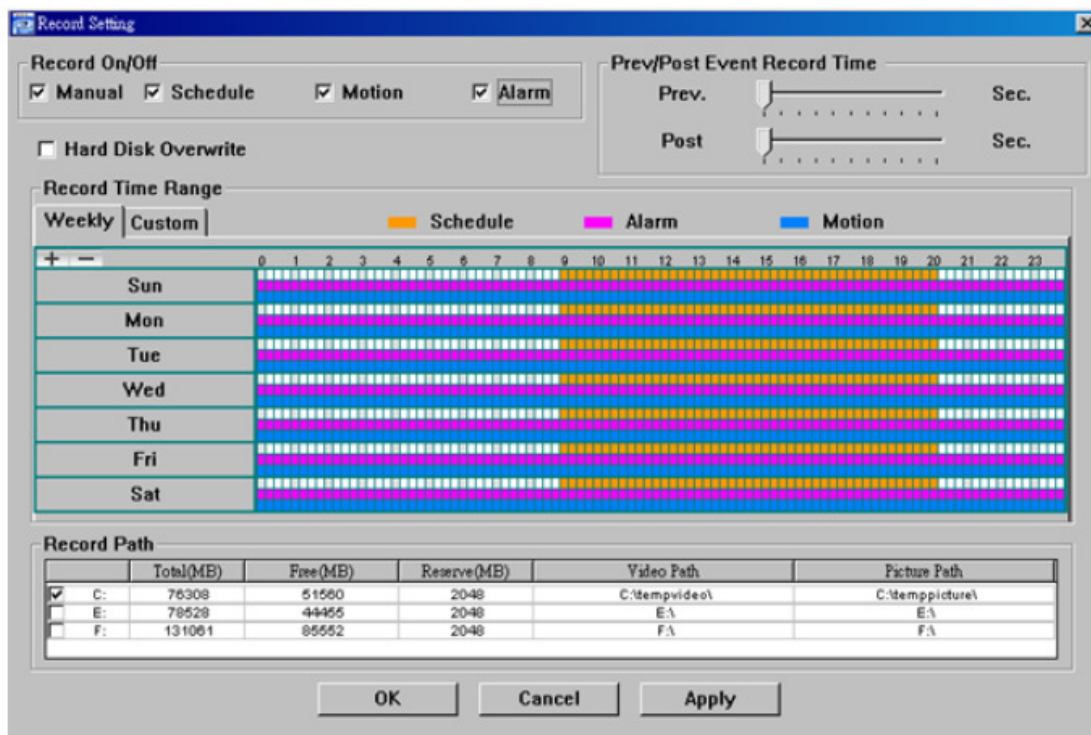 Record Setting
Record On/Off
Manual Schedule Motion Alarm
Prev/Post Event Record Time
Prev. Sec.
Post Sec.
Hard Disk Overwrite
Record Time Range
Weekly Custom
Schedule Alarm Motion
+ − 0 1 2 3 4 5 6 7 8 9 10 11 12 13 14 15 16 17 18 19 20 21 22 23
Sun
Mon
Tue
Wed
Thu
Fri
Sat
Record Path
Total(MB) Free(MB) Reserve(MB) Video Path Picture Path
C: 76308 51560 2048 C:\tempvideo\ C:\temppicture\
E: 78528 44455 2048 E:\ E:\
F: 131061 85552 2048 F:\ F:\
OK Cancel Apply